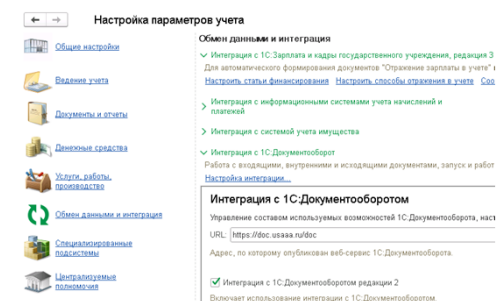 Настройка параметров учета
Общие настройки
Ведение учета
Документы и отчеты
Денежные средства
Услуги, работы,
производство
Обмен данными и интеграция
Специализированные
подсистемы
Централизуемые
полномочия
Обмен данными и интеграция
Интеграция с 1С:Зарплата и кадры государственного учреждения, редакция 3
Для автоматического формирования документов "Отражение зарплаты в учете"
Настроить статьи финансирования Настроить способы отражения в учете Соо
Интеграция с информационными системами учета начислений и
платежей
Интеграция с системой учета имущества
Интеграция с 1С:Документооборот
Работа с входящими, внутренними и исходящими документами, запуск и работ
Настройка интеграции...
Интеграция с 1С:Документооборотом
Управление составом используемых возможностей 1С:Документооборота, наст
URL: https://doc.usaaa.ru/doc
Адрес, по которому опубликован веб-сервис 1С:Документооборота.
Интеграция с 1С:Документооборотом редакции 2
Включает использование интеграции с 1С:Документооборотом.